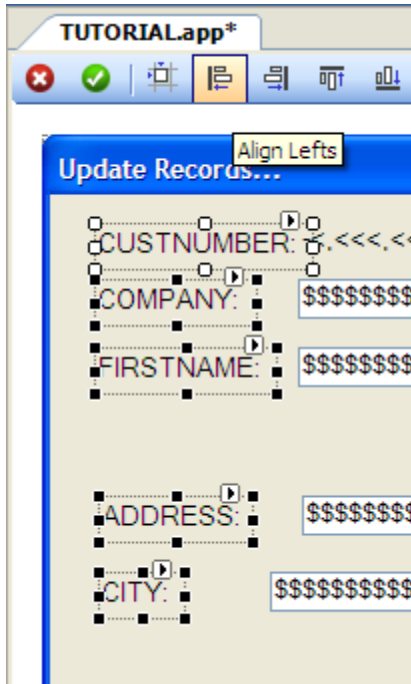 TUTORIAL.app*
Align Lefts
Update Records...
CUSTNUMBER: <.<<<.<<
COMPANY: $$$$$$$$
FIRSTNAME: $$$$$$$$
ADDRESS: $$$$$$$$
CITY: $$$$$$$$$$